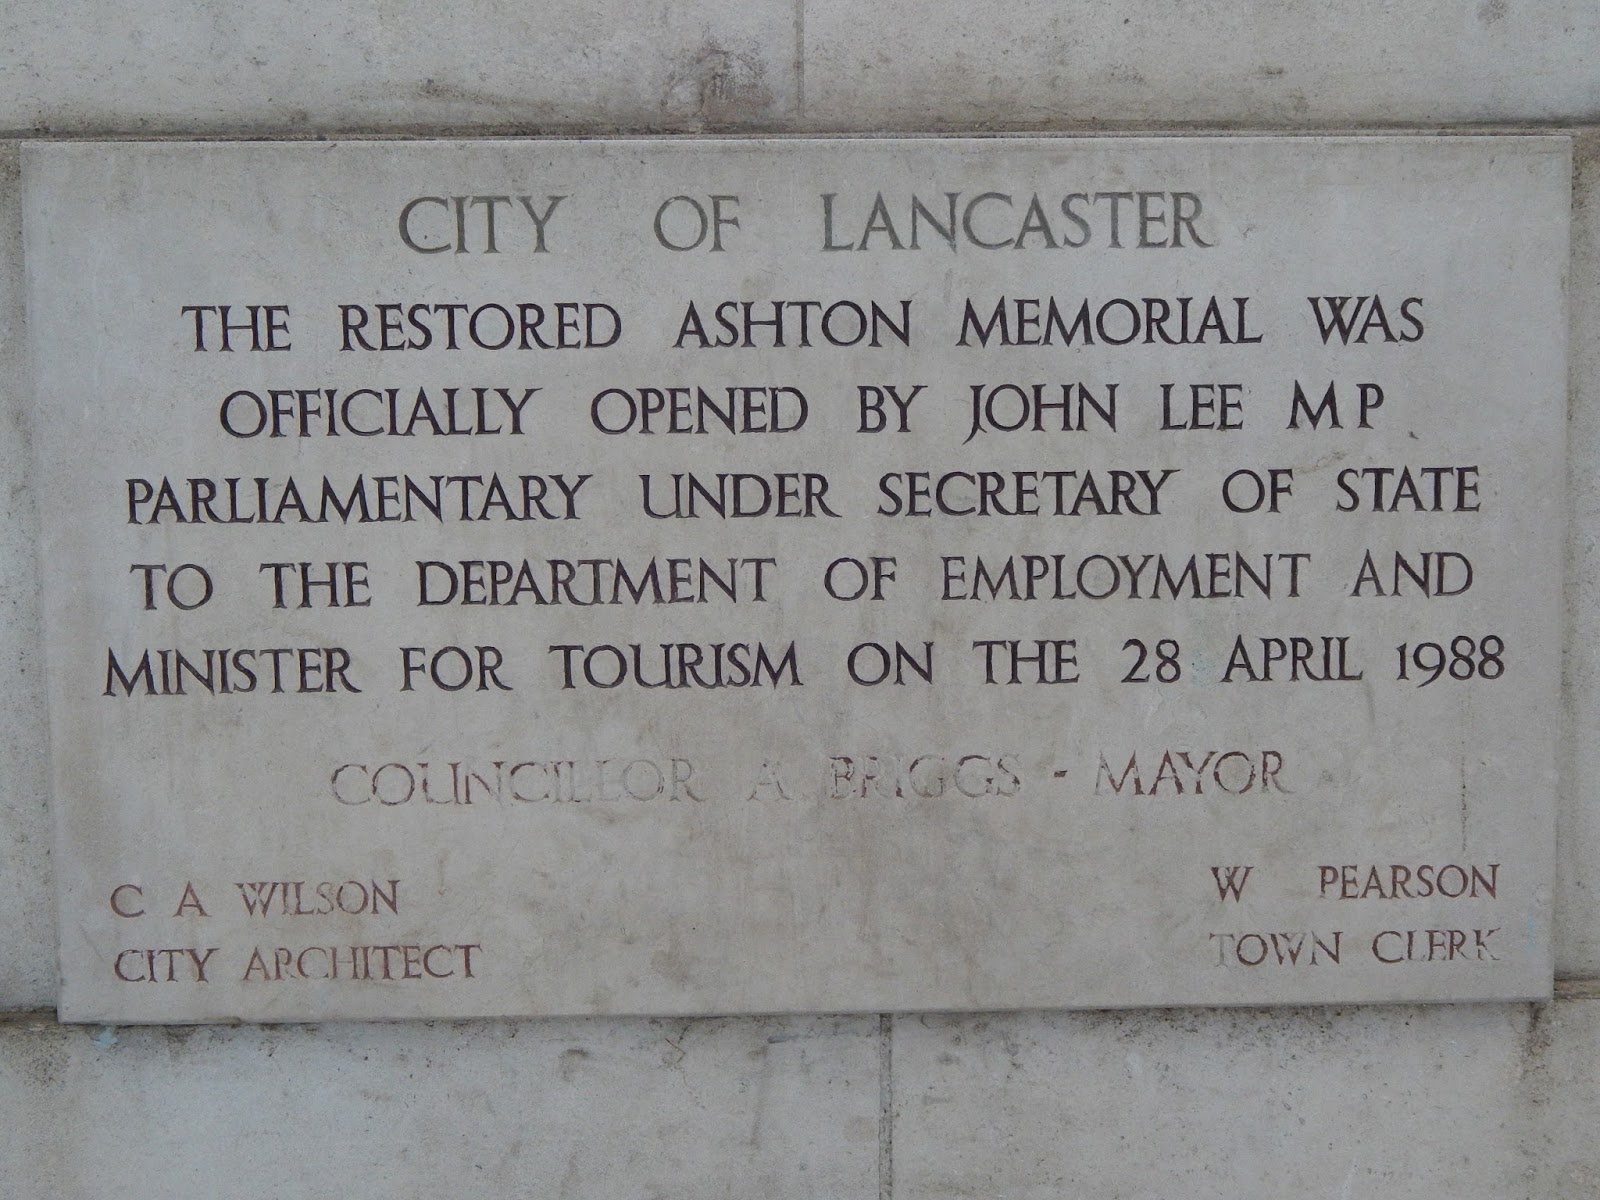 CITY OF LANCASTER
THE RESTORED ASHTON MEMORIAL WAS
OFFICIALLY OPENED BY JOHN LEE M P
PARLIAMENTARY UNDER SECRETARY OF STATE
TO THE DEPARTMENT OF EMPLOYMENT AND
MINISTER FOR TOURISM ON THE 28 APRIL 1988
COUNCILLOR A BRIGGS - MAYOR
C A WILSON
CITY ARCHITECT
W PEARSON
TOWN CLERK